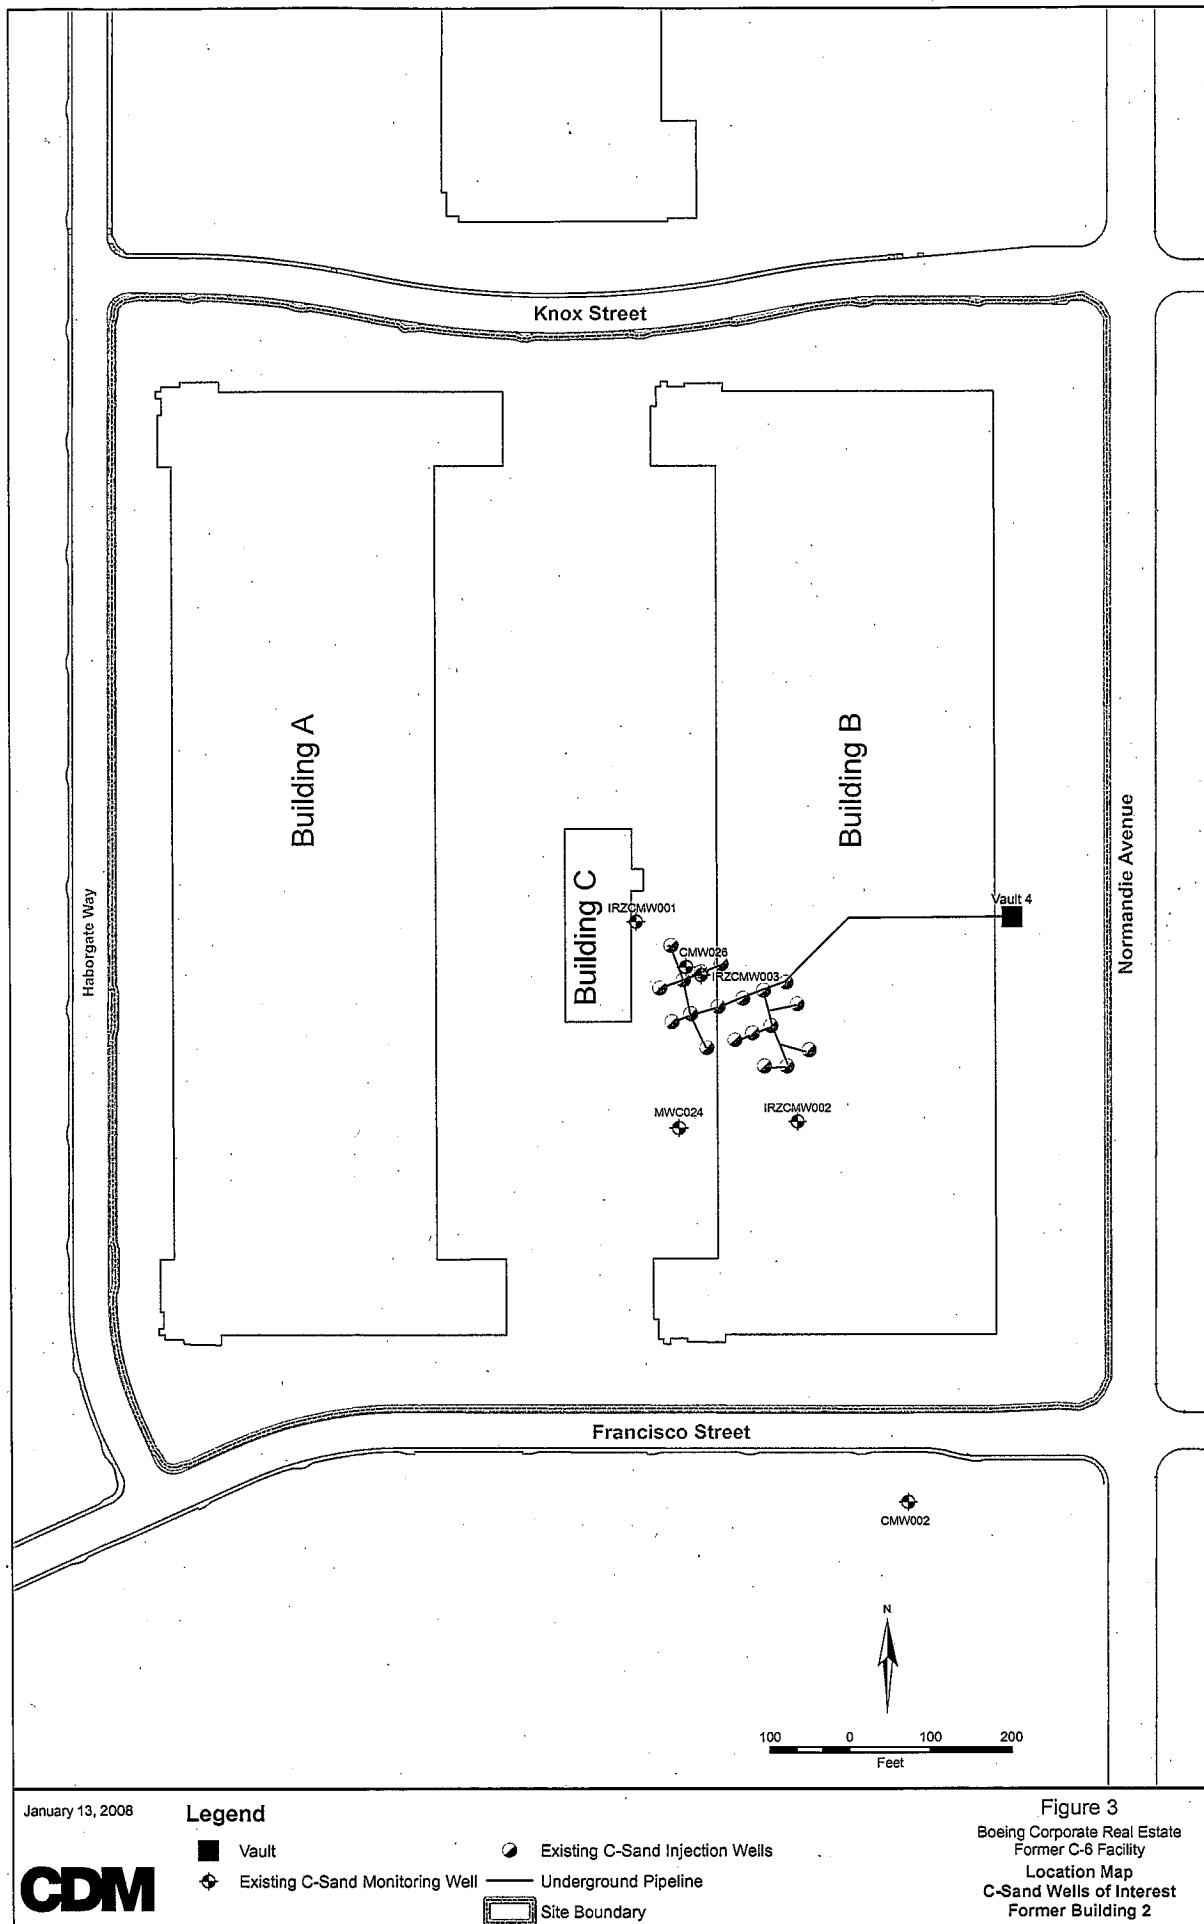 Knox Street
Building A
Building B
Building C
Haborgate Way
Normandie Avenue
Vault 4
IRZCMW001
CMW026
IRZCMW003
MWC024
IRZCMW002
Francisco Street
CMW002
N
100 0 100 200
Feet
January 13, 2008
Legend
Vault
Existing C-Sand Injection Wells
Existing C-Sand Monitoring Well
Underground Pipeline
Site Boundary
CDM
Figure 3
Boeing Corporate Real Estate
Former C-6 Facility
Location Map
C-Sand Wells of Interest
Former Building 2